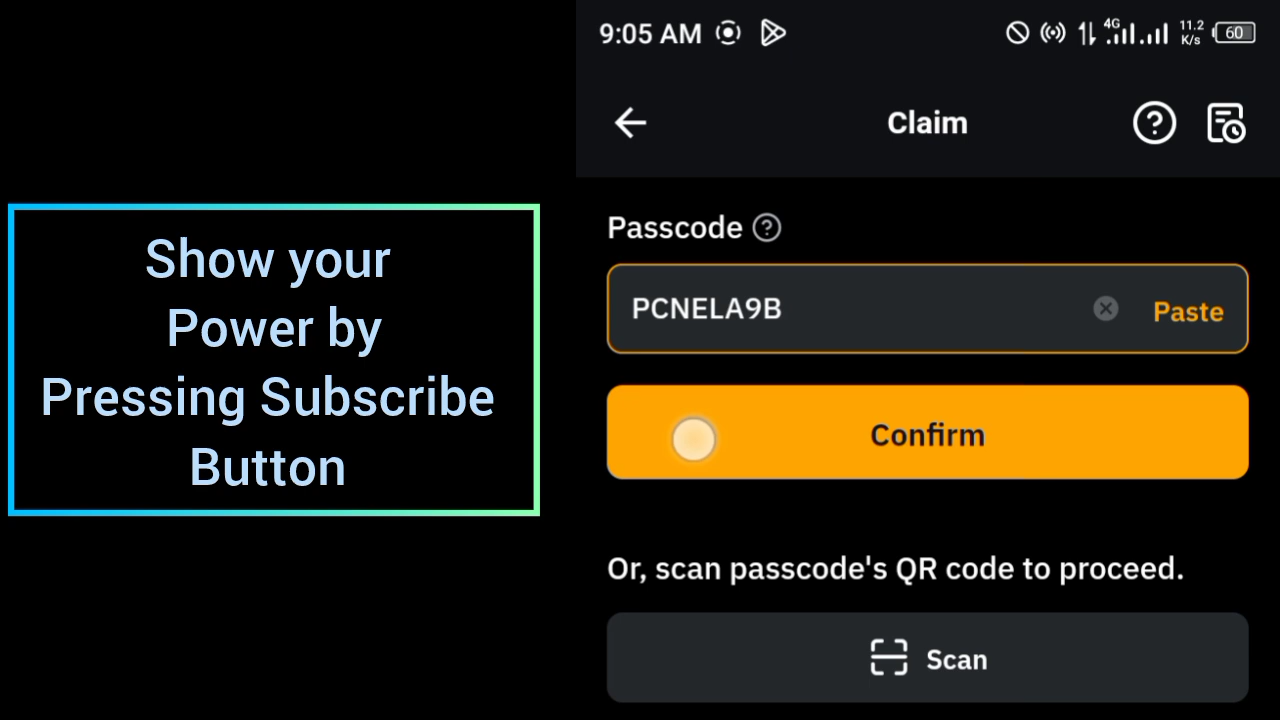 Show your
Power by
Pressing Subscribe
Button
9:05 AM
4G
11.2
K/s
60
Claim
Passcode
PCNELA9B
Paste
Confirm
Or, scan passcode's QR code to proceed.
Scan